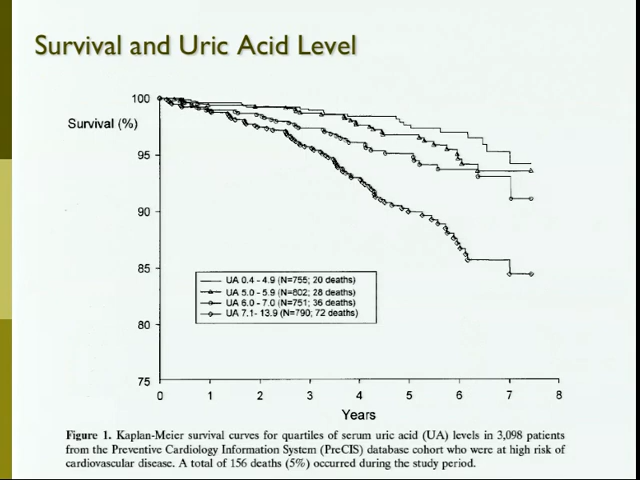 Survival and Uric Acid Level
100
Survival (%)
95
90
85
80
75
UA 0.4 - 4.9 (N=755; 20 deaths)
UA 5.0 - 5.9 (N=802; 28 deaths)
UA 6.0 - 7.0 (N=751; 36 deaths)
UA 7.1- 13.9 (N=790; 72 deaths)
0 1 2 3 4 5 6 7 8
Years
Figure 1. Kaplan-Meier survival curves for quartiles of serum uric acid (UA) levels in 3,098 patients
from the Preventive Cardiology Information System (PreCIS) database cohort who were at high risk of
cardiovascular disease. A total of 156 deaths (5%) occurred during the study period.